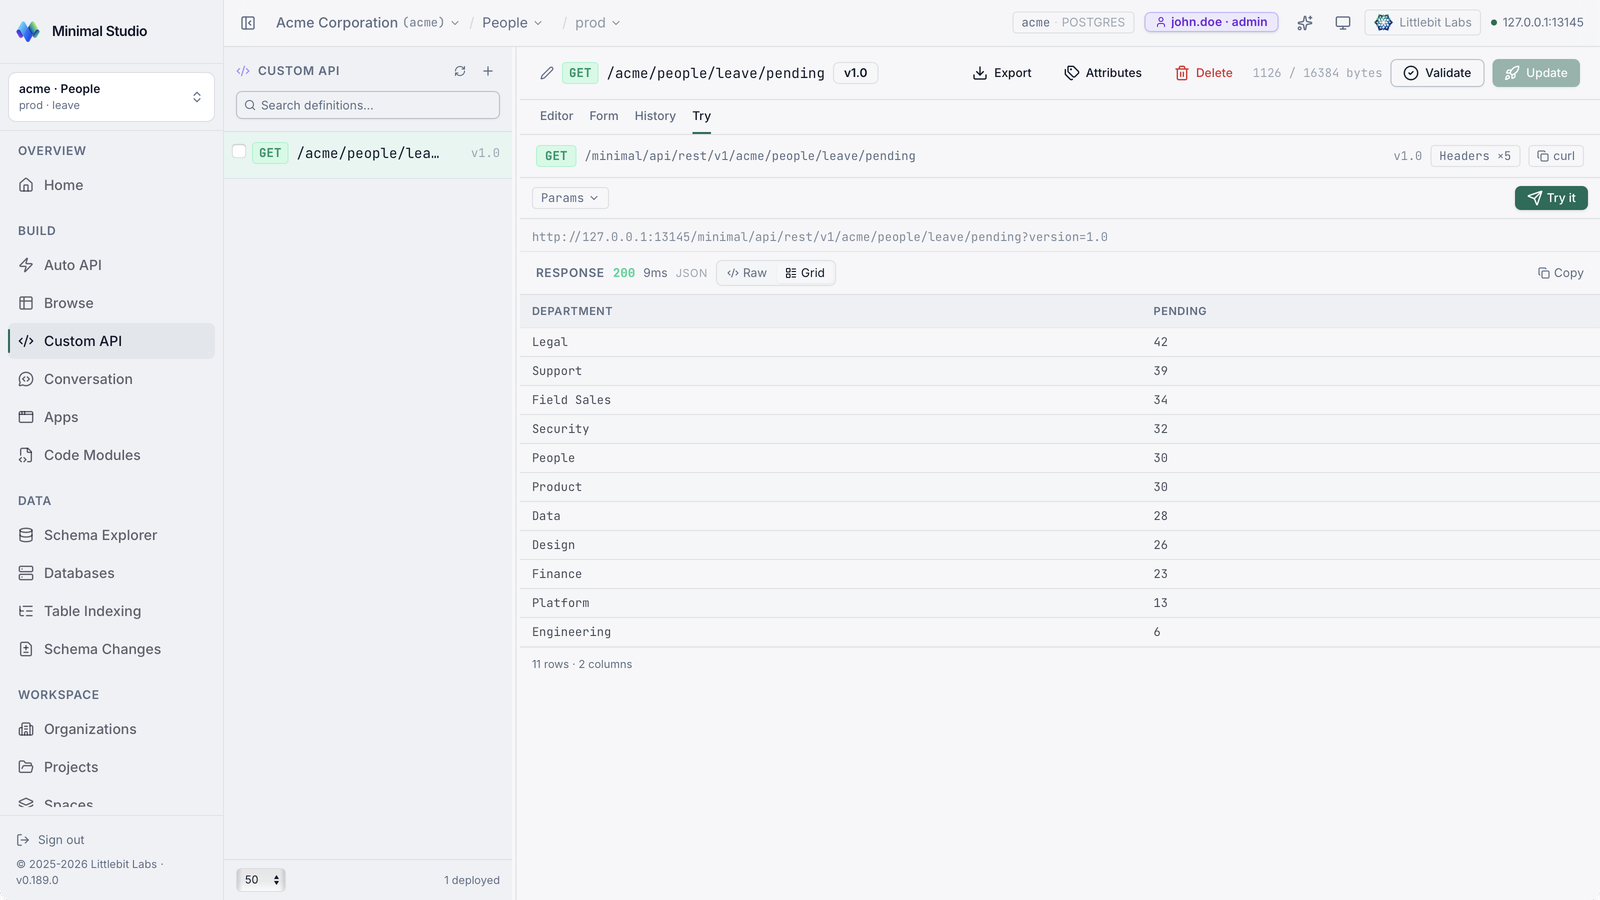 Minimal Studio
acme · People
prod · leave
OVERVIEW
Home
BUILD
Auto API
Browse
Custom API
Conversation
Apps
Code Modules
DATA
Schema Explorer
Databases
Table Indexing
Schema Changes
WORKSPACE
Organizations
Projects
Spaces
Sign out
© 2025-2026 Littlebit Labs ·
v0.189.0
Acme Corporation (acme) / People / prod
acme · POSTGRES
john.doe · admin
Littlebit Labs
127.0.0.1:13145
CUSTOM API
Search definitions...
GET /acme/people/lea... v1.0
50
1 deployed
GET /acme/people/leave/pending v1.0
Export
Attributes
Delete
1126 / 16384 bytes
Validate
Update
Editor Form History Try
GET /minimal/api/rest/v1/acme/people/leave/pending
v1.0 Headers ×5 curl
Params
Try it
http://127.0.0.1:13145/minimal/api/rest/v1/acme/people/leave/pending?version=1.0
RESPONSE 200 9ms JSON Raw Grid
Copy
DEPARTMENT PENDING
Legal 42
Support 39
Field Sales 34
Security 32
People 30
Product 30
Data 28
Design 26
Finance 23
Platform 13
Engineering 6
11 rows · 2 columns